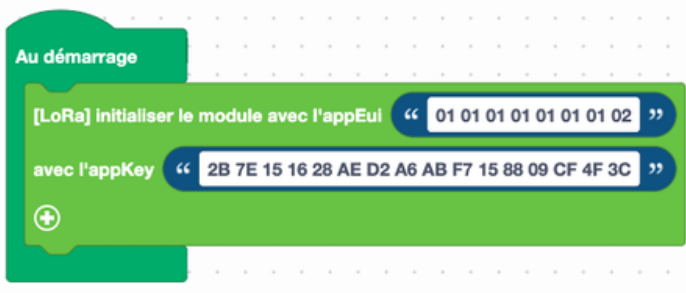 Au démarrage
[LoRa] initialiser le module avec l'appEui “ 01 01 01 01 01 01 01 02 ”
avec l'appKey “ 2B 7E 15 16 28 AE D2 A6 AB F7 15 88 09 CF 4F 3C ”